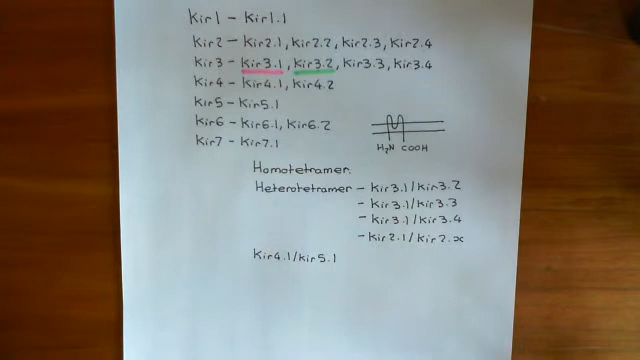 Kir1 - Kir1.1
Kir2 - Kir2.1, Kir2.2, Kir2.3, Kir2.4
Kir3 - Kir3.1, Kir3.2, Kir3.3, Kir3.4
Kir4 - Kir4.1, Kir4.2
Kir5 - Kir5.1
Kir6 - Kir6.1, Kir6.2
Kir7 - Kir7.1
H₂N COOH
Homotetramer.
Heterotetramer - Kir3.1/Kir3.2
- Kir3.1/Kir3.3
- Kir3.1/Kir3.4
- Kir2.1/Kir2.x
Kir4.1/Kir5.1